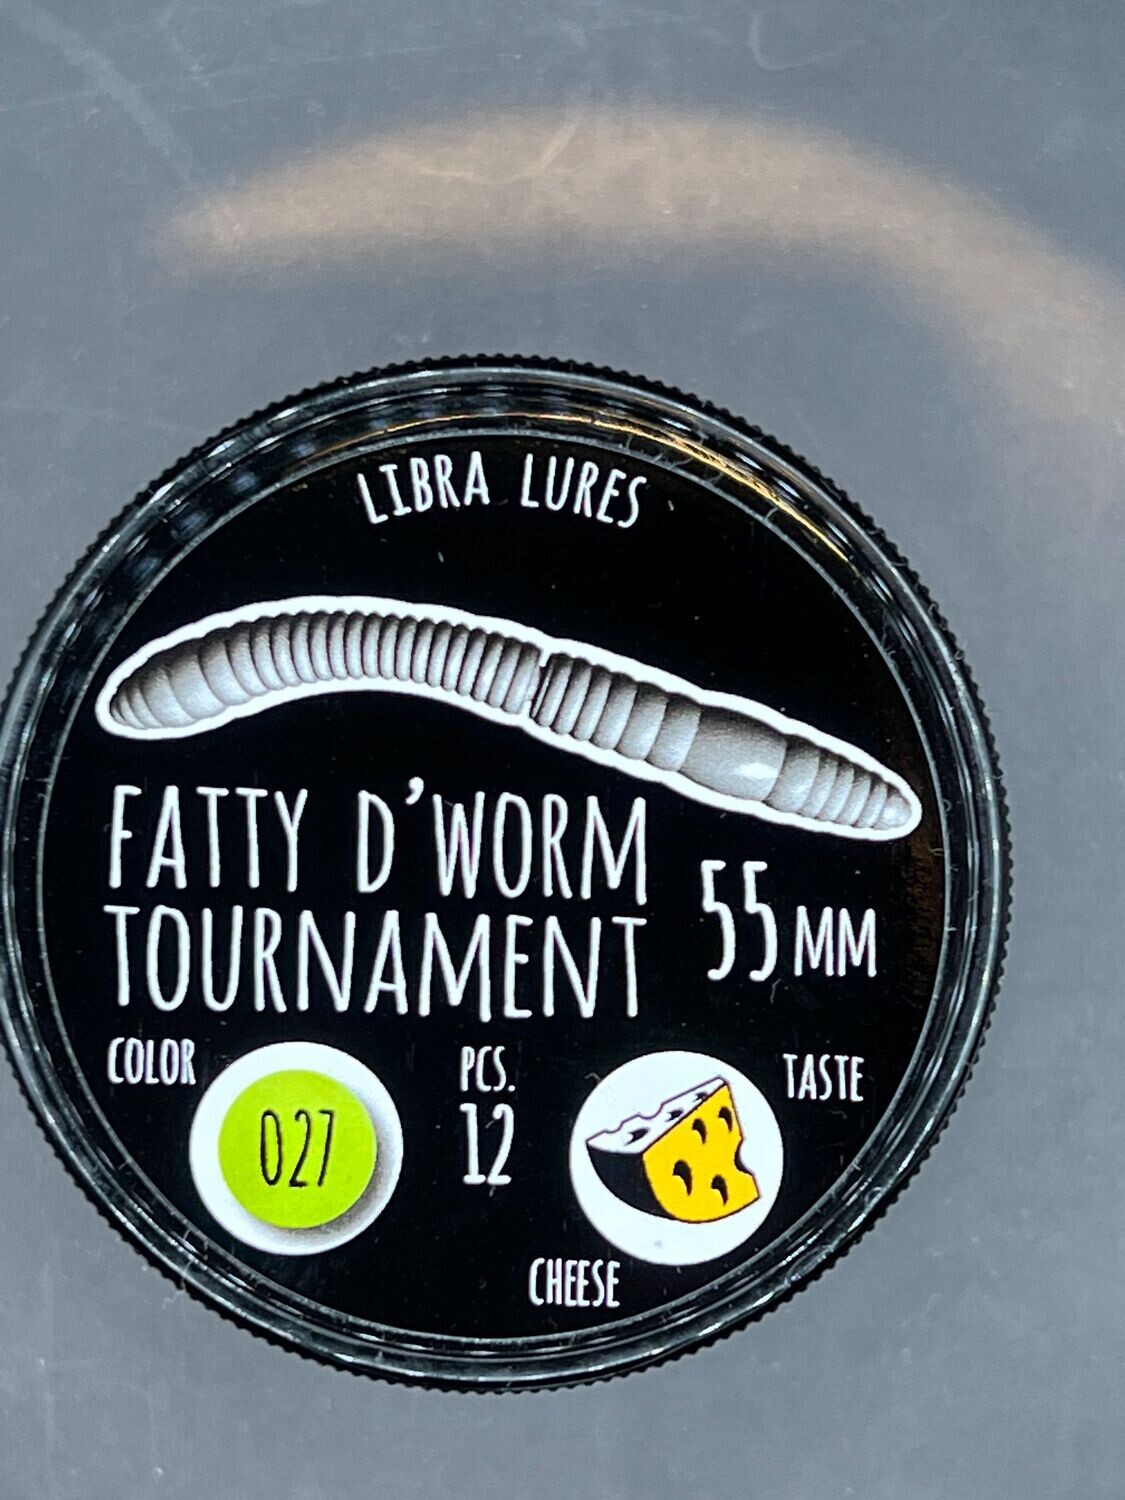 LIBRA LURES
FATTY D'WORM
TOURNAMENT
55 MM
COLOR
027
PCS.
12
TASTE
CHEESE